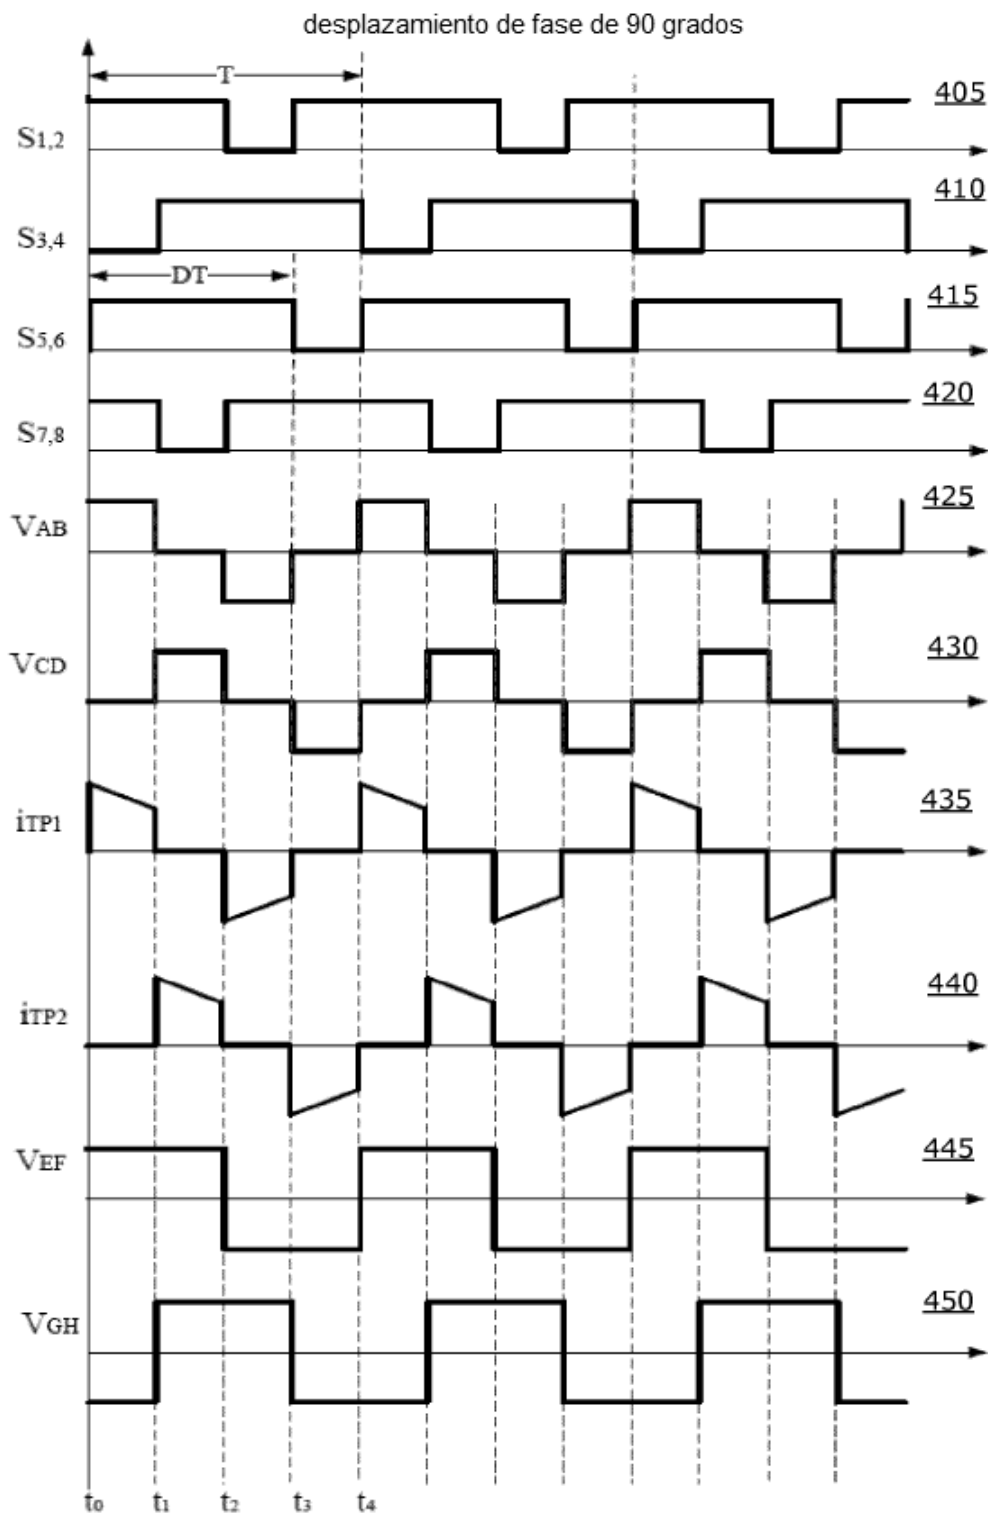 desplazamiento de fase de 90 grados
T
S1,2
405
S3,4
410
DT
S5,6
415
S7,8
420
VAB
425
VCD
430
iTP1
435
iTP2
440
VEF
445
VGH
450
t0 t1 t2 t3 t4